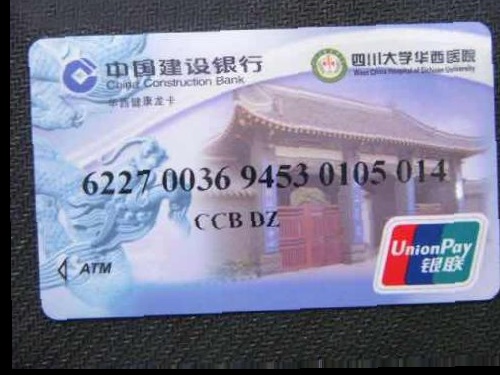 中国建设银行
China Construction Bank
华西健康龙卡
四川大学华西医院
West China Hospital of Sichuan University
6227 0036 9453 0105 014
CCB DZ
ATM
UnionPay
银联